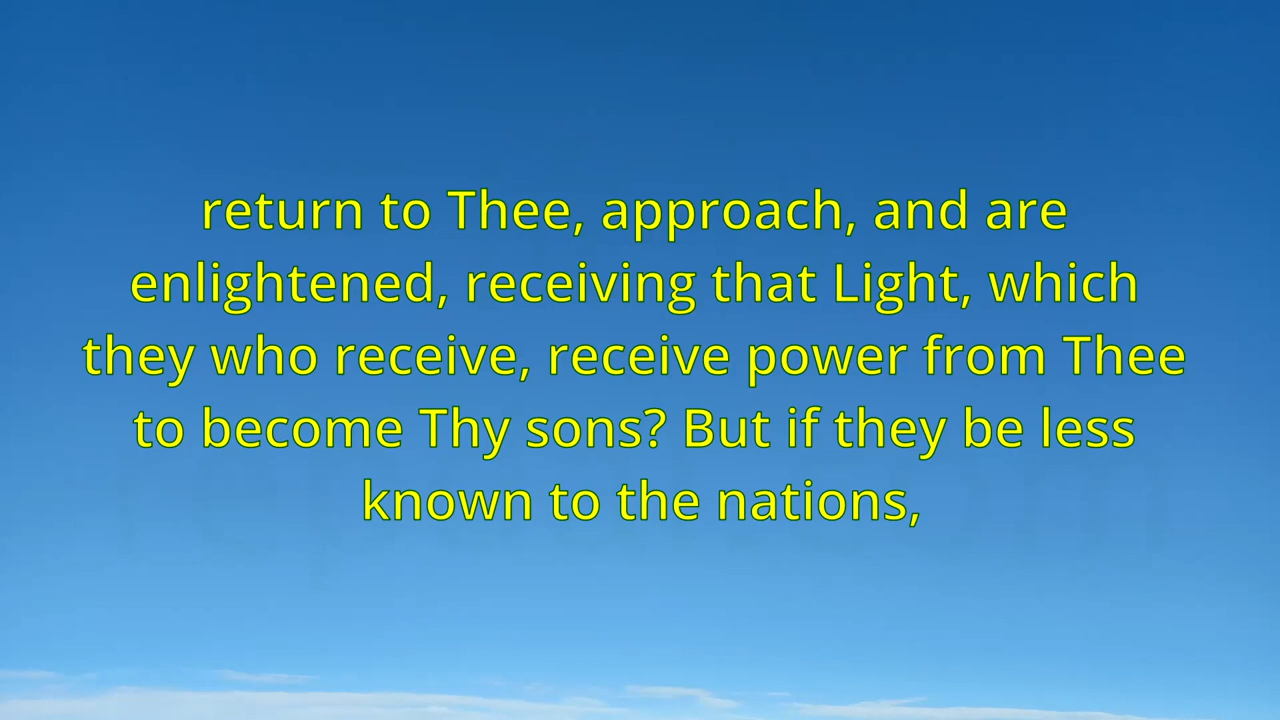 return to Thee, approach, and are
enlightened, receiving that Light, which
they who receive, receive power from Thee
to become Thy sons? But if they be less
known to the nations,